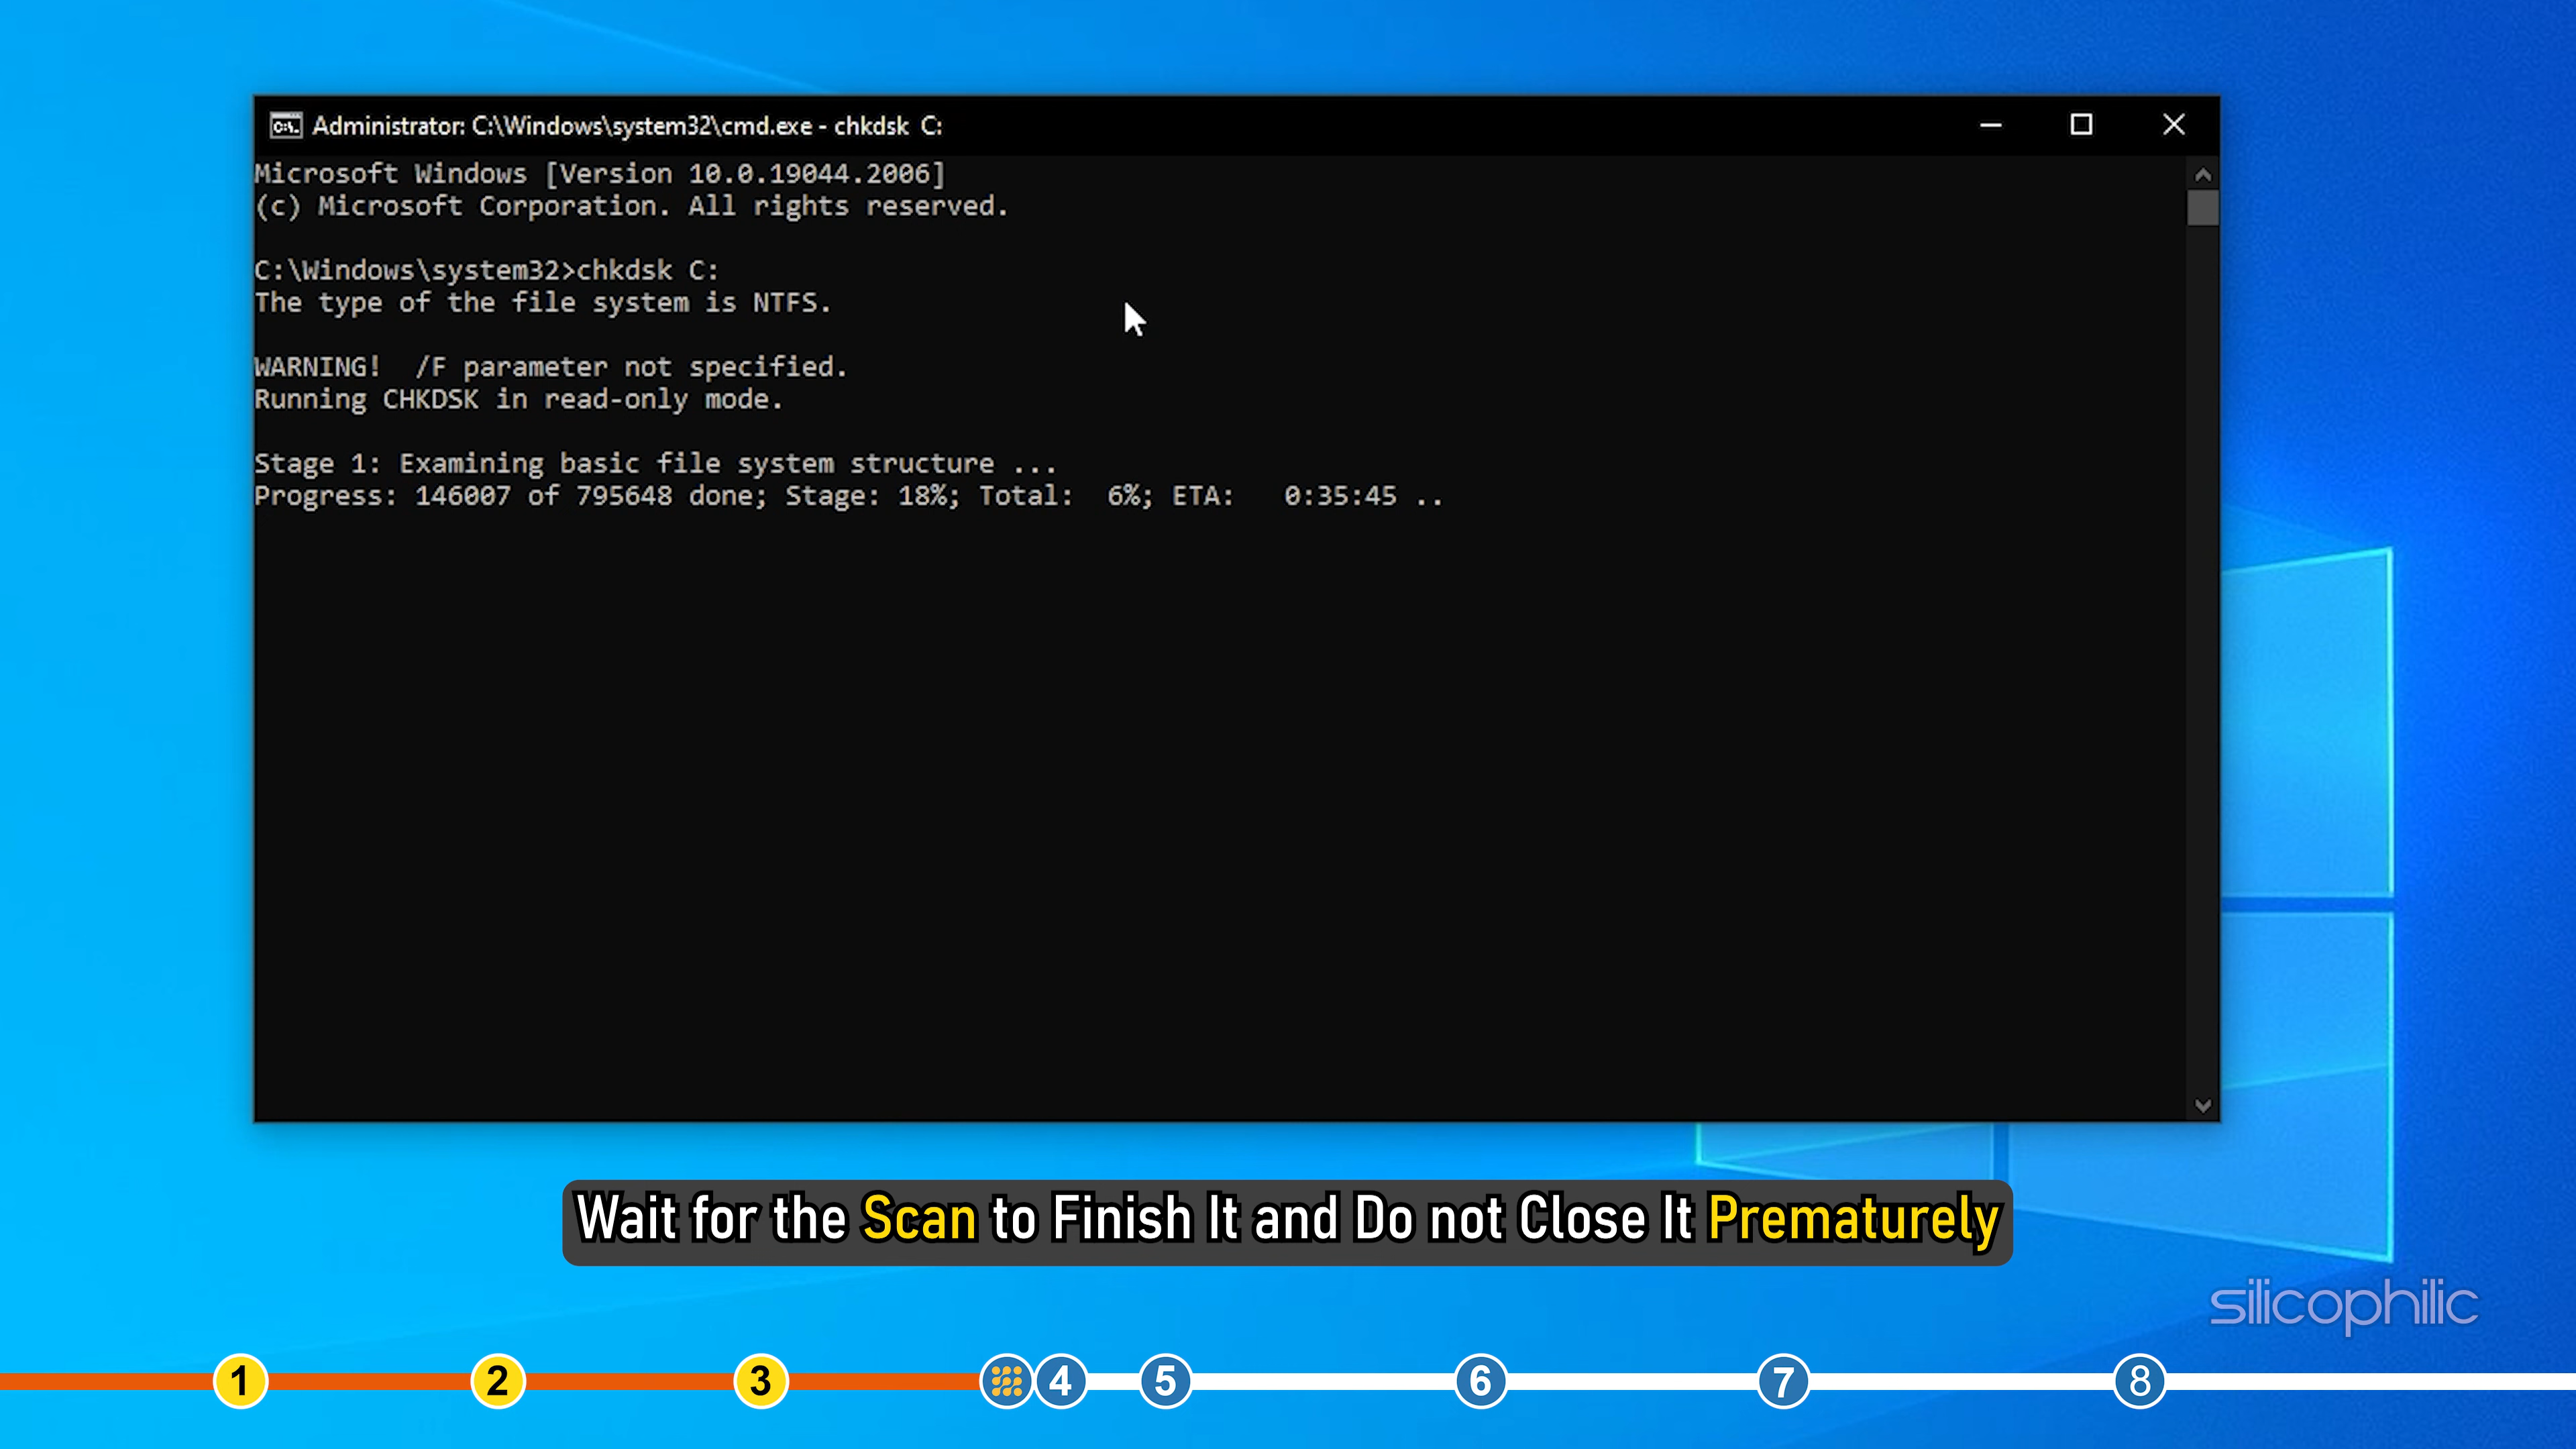 Administrator: C:\Windows\system32\cmd.exe - chkdsk  C:
Microsoft Windows [Version 10.0.19044.2006]
(c) Microsoft Corporation. All rights reserved.
C:\Windows\system32>chkdsk C:
The type of the file system is NTFS.
WARNING!  /F parameter not specified.
Running CHKDSK in read-only mode.
Stage 1: Examining basic file system structure ...
Progress: 146007 of 795648 done; Stage: 18%; Total:  6%; ETA:   0:35:45 ..
Wait for the Scan to Finish It and Do not Close It Prematurely
silicophilic
1 2 3 4 5 6 7 8